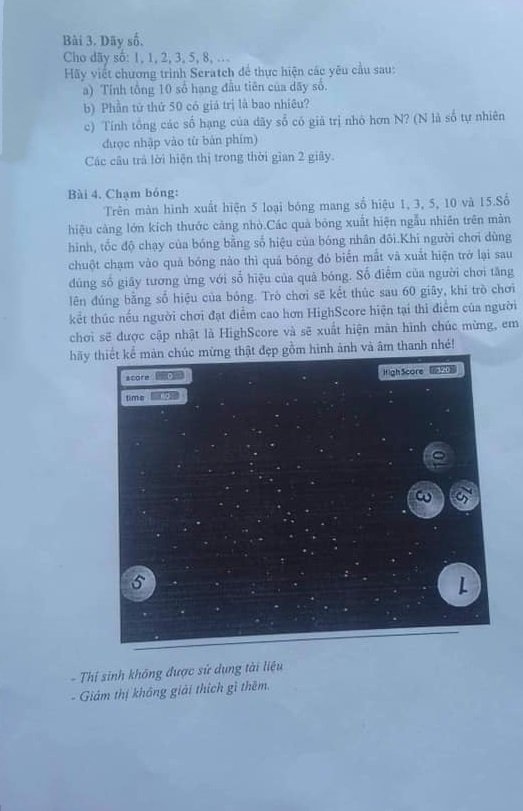 Bài 3. Dãy số.
Cho dãy số: 1, 1, 2, 3, 5, 8, …
Hãy viết chương trình Scratch để thực hiện các yêu cầu sau:
a) Tính tổng 10 số hạng đầu tiên của dãy số.
b) Phần tử thứ 50 có giá trị là bao nhiêu?
c) Tính tổng các số hạng của dãy số có giá trị nhỏ hơn N? (N là số tự nhiên
được nhập vào từ bàn phím)
Các câu trả lời hiện thị trong thời gian 2 giây.
Bài 4. Chạm bóng:
Trên màn hình xuất hiện 5 loại bóng mang số hiệu 1, 3, 5, 10 và 15.Số
hiệu càng lớn kích thước càng nhỏ.Các quả bóng xuất hiện ngẫu nhiên trên màn
hình, tốc độ chạy của bóng bằng số hiệu của bóng nhân đôi.Khi người chơi dùng
chuột chạm vào quả bóng nào thì quả bóng đó biến mất và xuất hiện trở lại sau
đúng số giây tương ứng với số hiệu của quả bóng. Số điểm của người chơi tăng
lên đúng bằng số hiệu của bóng. Trò chơi sẽ kết thúc sau 60 giây, khi trò chơi
kết thúc nếu người chơi đạt điểm cao hơn HighScore hiện tại thì điểm của người
chơi sẽ được cập nhật là HighScore và sẽ xuất hiện màn hình chúc mừng, em
hãy thiết kế màn chúc mừng thật đẹp gồm hình ảnh và âm thanh nhé!
score 0
HighScore 320
time 60
10
3
15
5
1
- Thí sinh không được sử dụng tài liệu
- Giám thị không giải thích gì thêm.